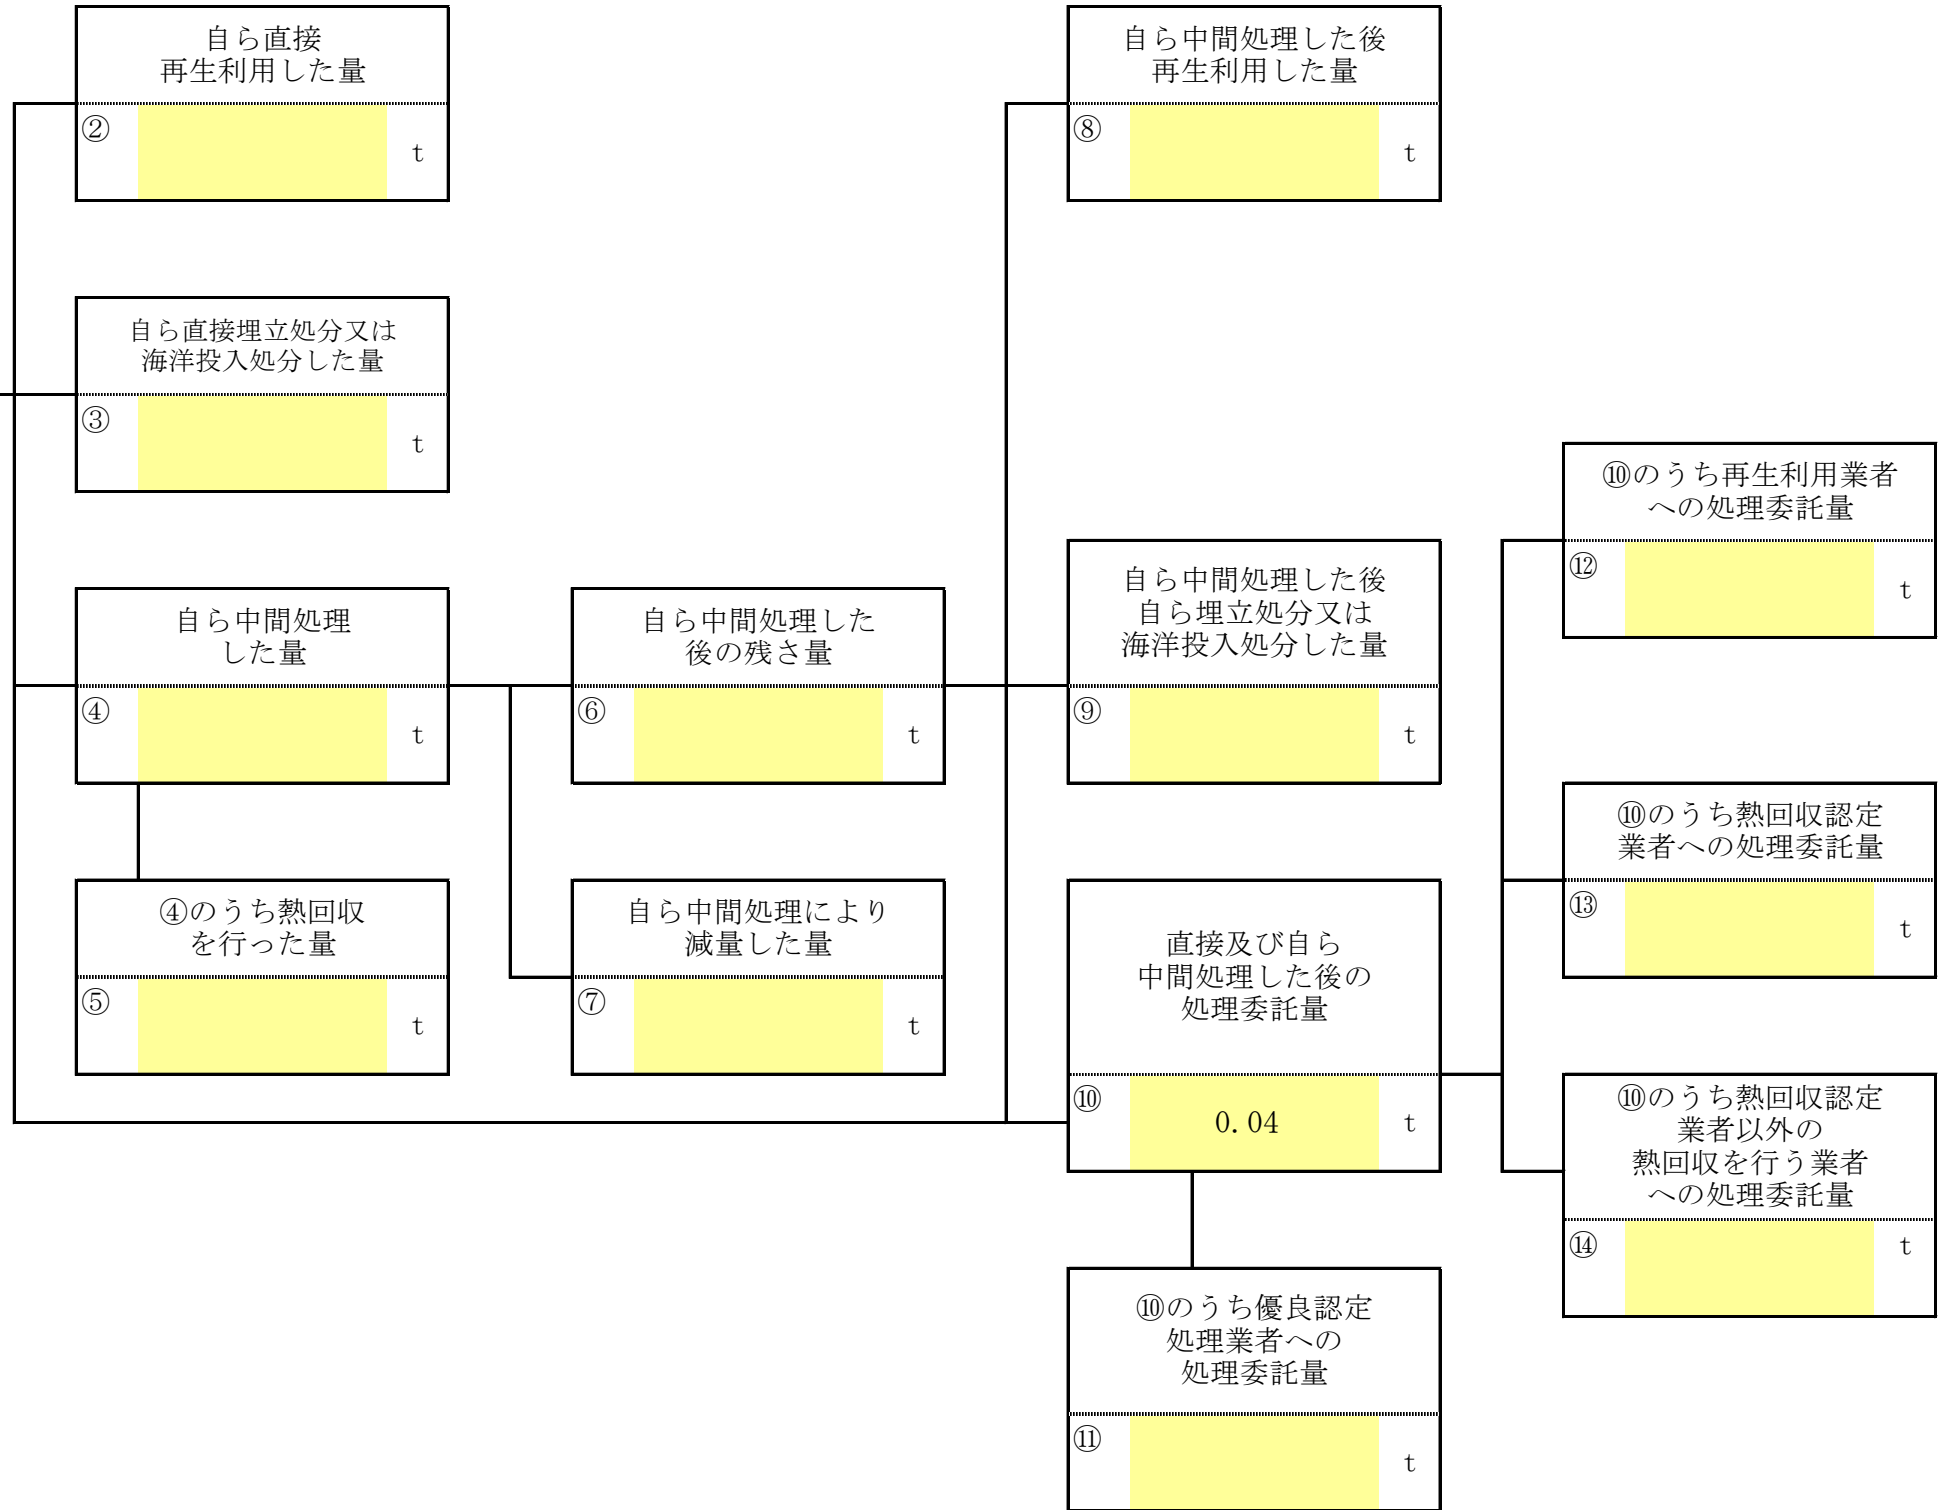 自ら直接
再生利用した量
②
t
自ら中間処理した後
再生利用した量
⑧
t
自ら直接埋立処分又は
海洋投入処分した量
③
t
⑩のうち再生利用業者
への処理委託量
⑫
t
自ら中間処理
した量
④
t
自ら中間処理した
後の残さ量
⑥
t
自ら中間処理した後
自ら埋立処分又は
海洋投入処分した量
⑨
t
⑩のうち熱回収認定
業者への処理委託量
⑬
t
④のうち熱回収
を行った量
⑤
t
自ら中間処理により
減量した量
⑦
t
直接及び自ら
中間処理した後の
処理委託量
⑩
0.04
t
⑩のうち熱回収認定
業者以外の
熱回収を行う業者
への処理委託量
⑭
t
⑩のうち優良認定
処理業者への
処理委託量
⑪
t